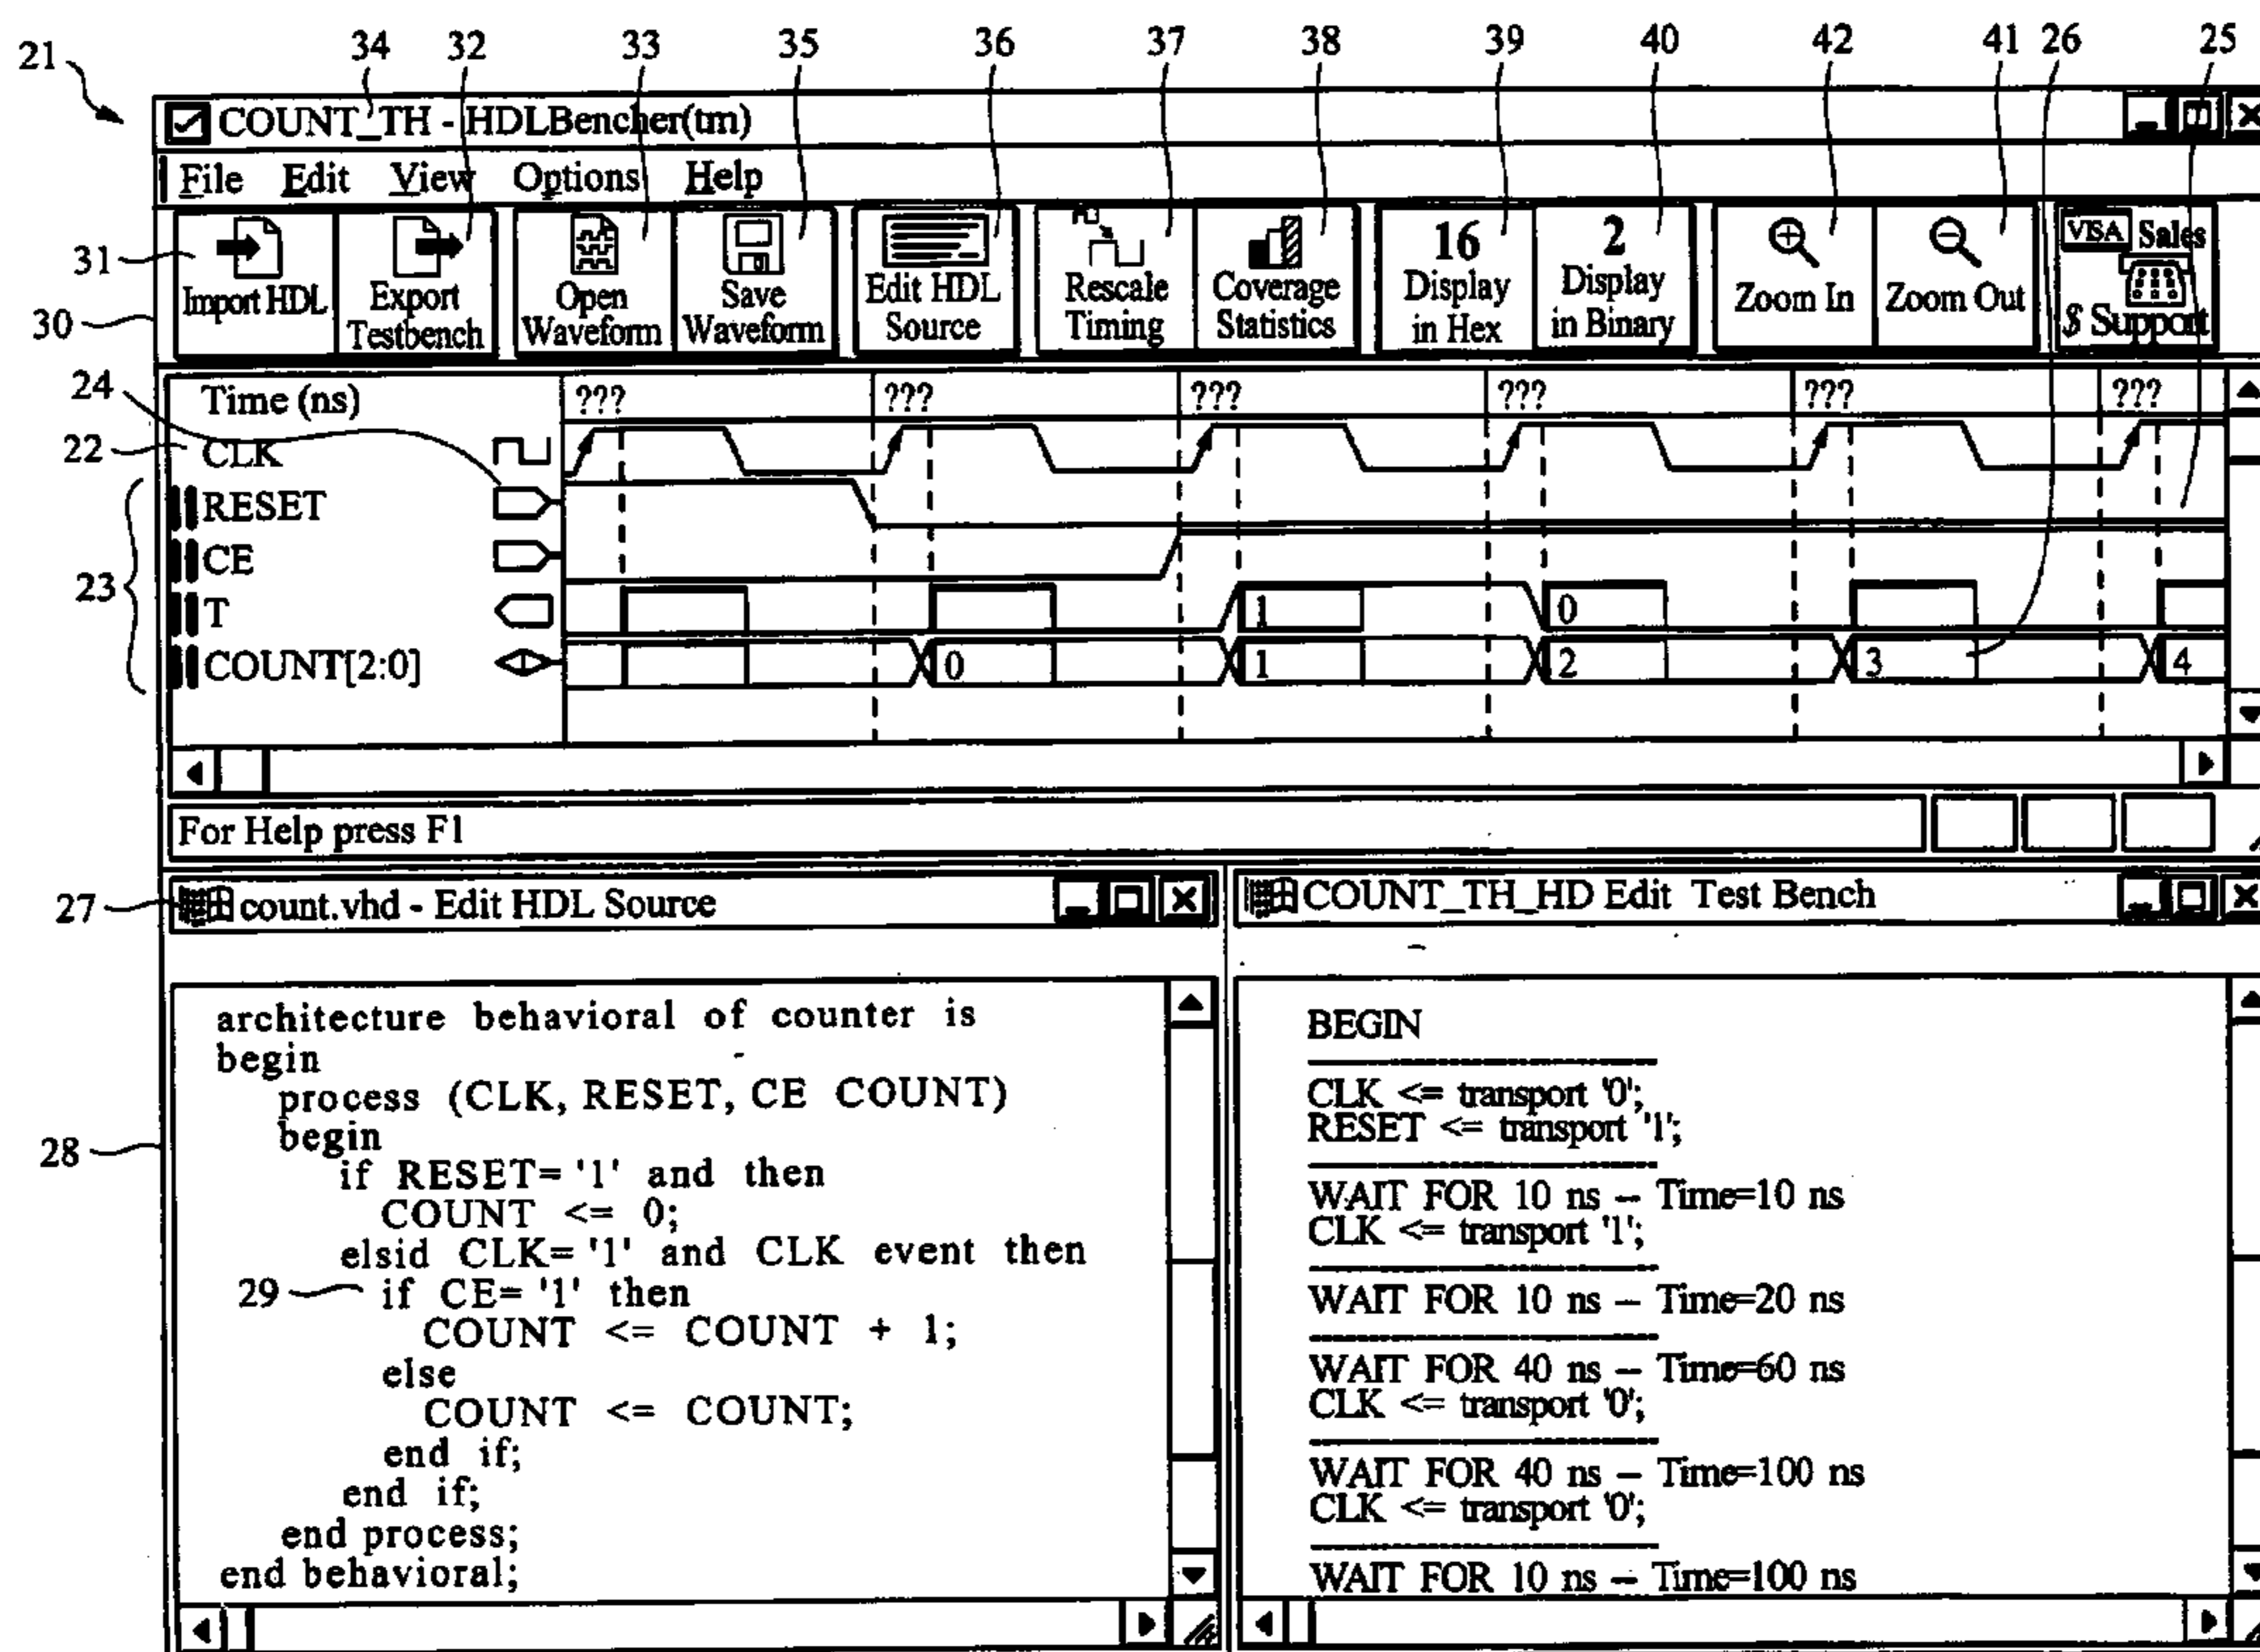 21 34 32 33 35 36 37 38 39 40 42 41 26 25
COUNT_TH - HDLBencher(tm)
File Edit View Options Help
31
30
Import HDL
Export
Testbench
Open
Waveform
Save
Waveform
Edit HDL
Source
Rescale
Timing
Coverage
Statistics
16
Display
in Hex
2
Display
in Binary
Zoom In
Zoom Out
VISA Sales
$ Support
24
Time (ns) ??? ??? ??? ??? ??? ???
22 CLK
RESET
CE
23
T 1 0
COUNT[2:0] 0 1 2 3 4
For Help press F1
27 count.vhd - Edit HDL Source
28
architecture behavioral of counter is
begin
process (CLK, RESET, CE COUNT)
begin
if RESET= '1' and then
COUNT <= 0;
elsid CLK= '1' and CLK event then
29 if CE= '1' then
COUNT <= COUNT + 1;
else
COUNT <= COUNT;
end if;
end if;
end process;
end behavioral;
COUNT_TH_HD Edit Test Bench
BEGIN
CLK <= transport '0';
RESET <= transport '1';
WAIT FOR 10 ns -- Time=10 ns
CLK <= transport '1';
WAIT FOR 10 ns -- Time=20 ns
WAIT FOR 40 ns -- Time=60 ns
CLK <= transport '0';
WAIT FOR 40 ns -- Time=100 ns
CLK <= transport '0';
WAIT FOR 10 ns -- Time=100 ns